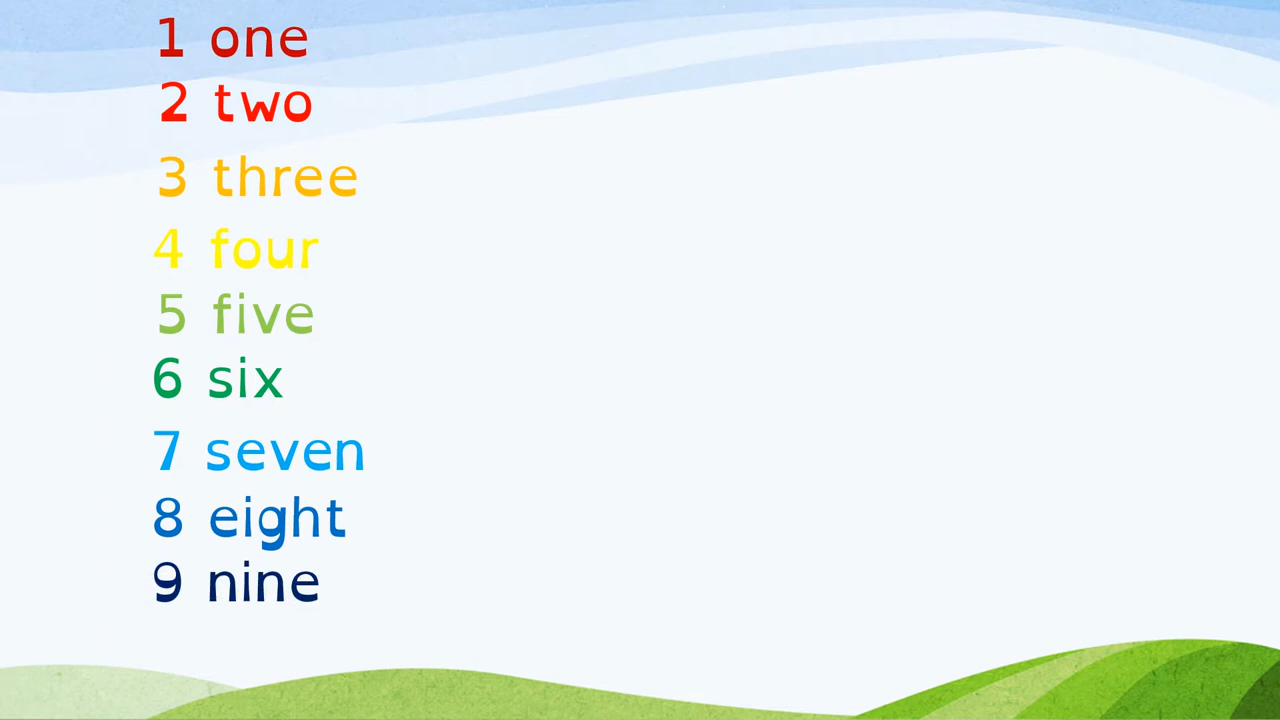 1 one
2 two
3 three
4 four
5 five
6 six
7 seven
8 eight
9 nine